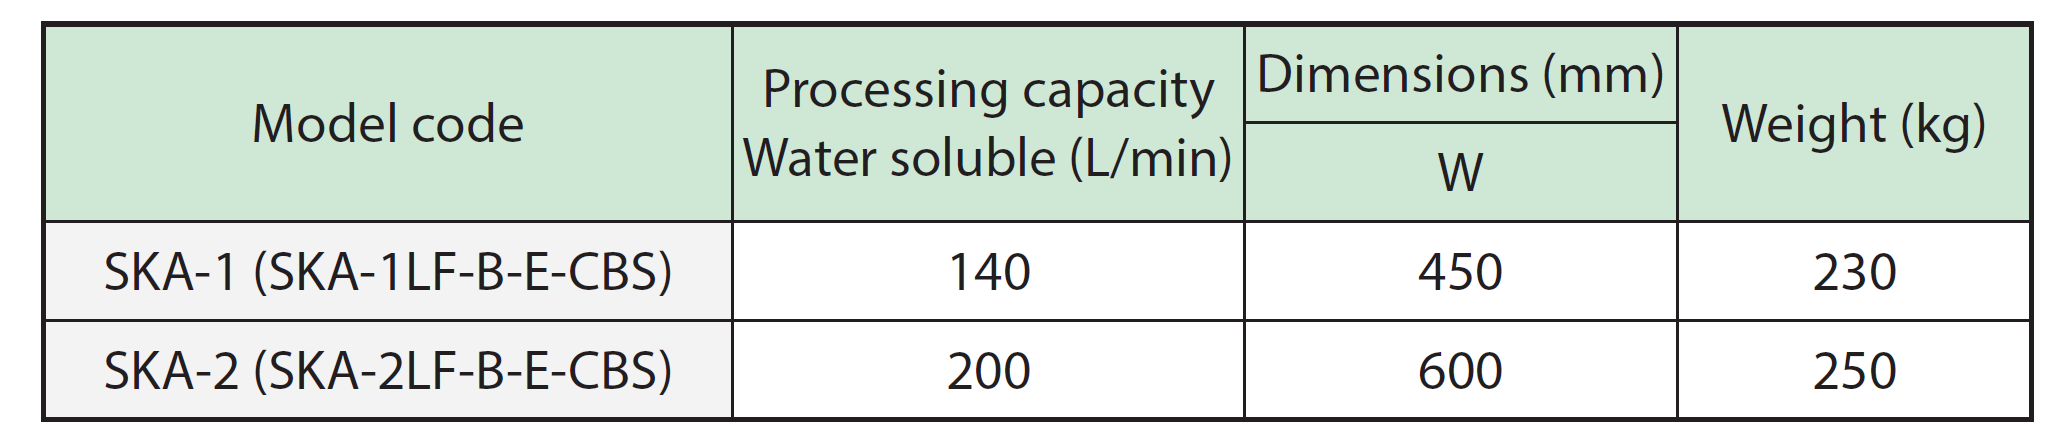 Model code
Processing capacity
Water soluble (L/min)
Dimensions (mm)
W
Weight (kg)
SKA-1 (SKA-1LF-B-E-CBS) 140 450 230
SKA-2 (SKA-2LF-B-E-CBS) 200 600 250